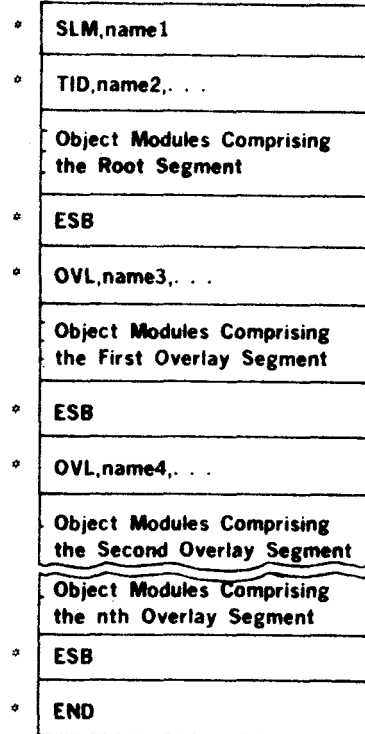 * SLM,name1
* TID,name2,. . .
Object Modules Comprising
the Root Segment
* ESB
* OVL,name3,. . .
Object Modules Comprising
the First Overlay Segment
* ESB
* OVL,name4,. . .
Object Modules Comprising
the Second Overlay Segment
Object Modules Comprising
the nth Overlay Segment
* ESB
* END